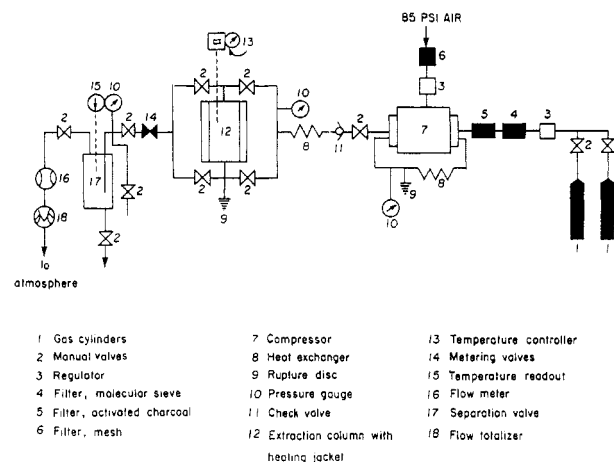 85 PSI AIR
6
3
13
15
10
2
2
14
2
2
10
2
7
5
4
3
2
2
12
8
11
16
17
2
2
2
9
8
9
10
18
2
1
1
to
atmosphere
1 Gas cylinders
2 Manual valves
3 Regulator
4 Filter, molecular sieve
5 Filter, activated charcoal
6 Filter, mesh
7 Compressor
8 Heat exchanger
9 Rupture disc
10 Pressure gauge
11 Check valve
12 Extraction column with
heating jacket
13 Temperature controller
14 Metering valves
15 Temperature readout
16 Flow meter
17 Separation valve
18 Flow totalizer